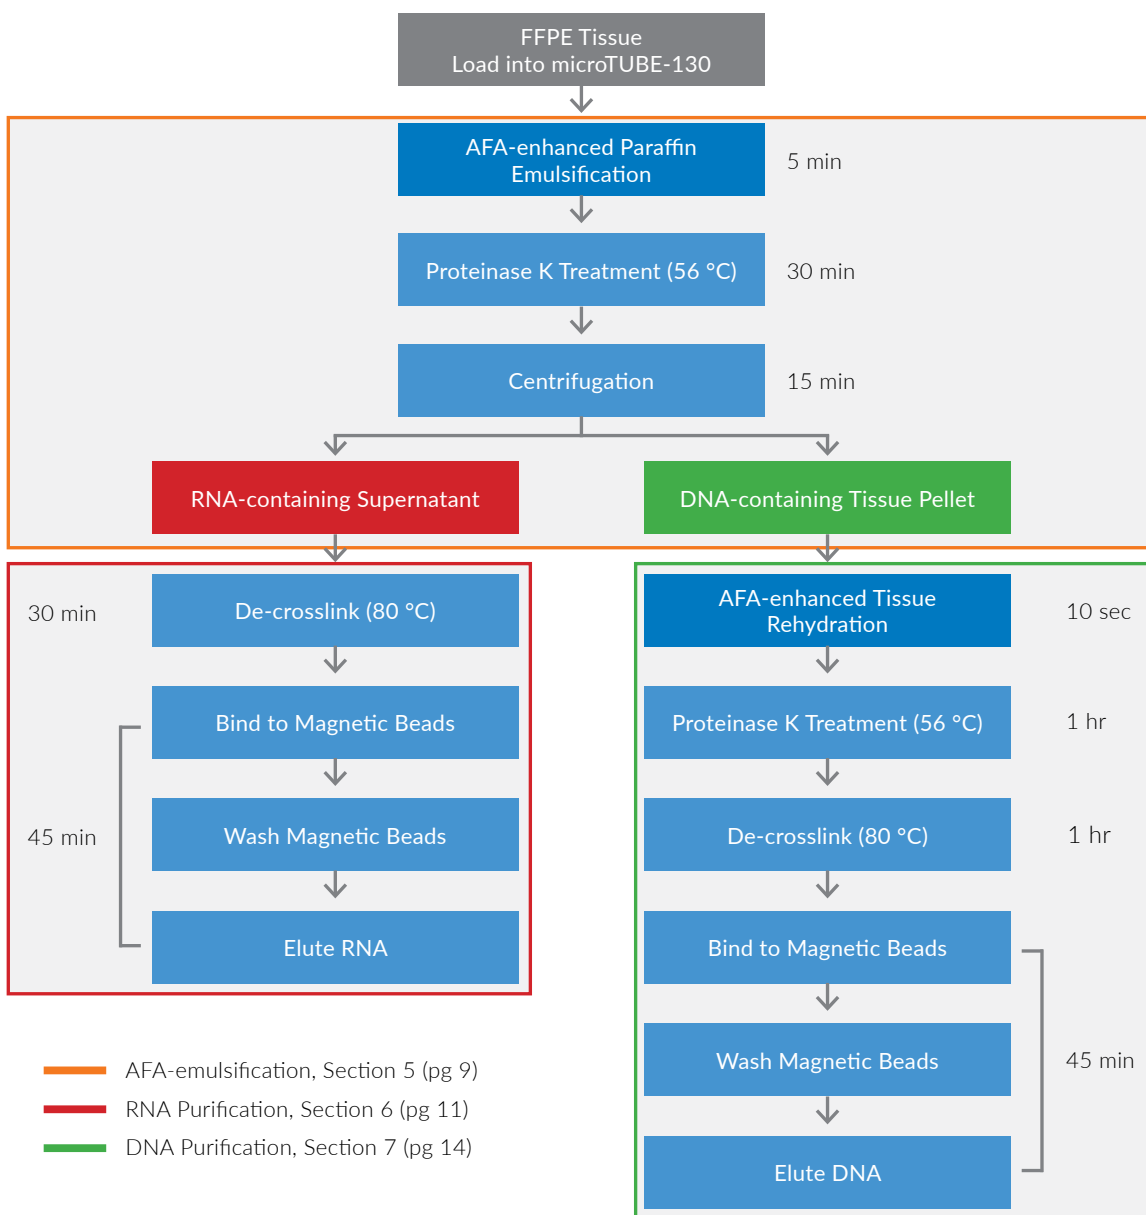 FFPE Tissue
Load into microTUBE-130
AFA-enhanced Paraffin
Emulsification
5 min
Proteinase K Treatment (56 °C)
30 min
Centrifugation
15 min
RNA-containing Supernatant
DNA-containing Tissue Pellet
30 min
De-crosslink (80 °C)
Bind to Magnetic Beads
45 min
Wash Magnetic Beads
Elute RNA
AFA-enhanced Tissue
Rehydration
10 sec
Proteinase K Treatment (56 °C)
1 hr
De-crosslink (80 °C)
1 hr
Bind to Magnetic Beads
Wash Magnetic Beads
45 min
Elute DNA
AFA-emulsification, Section 5 (pg 9)
RNA Purification, Section 6 (pg 11)
DNA Purification, Section 7 (pg 14)